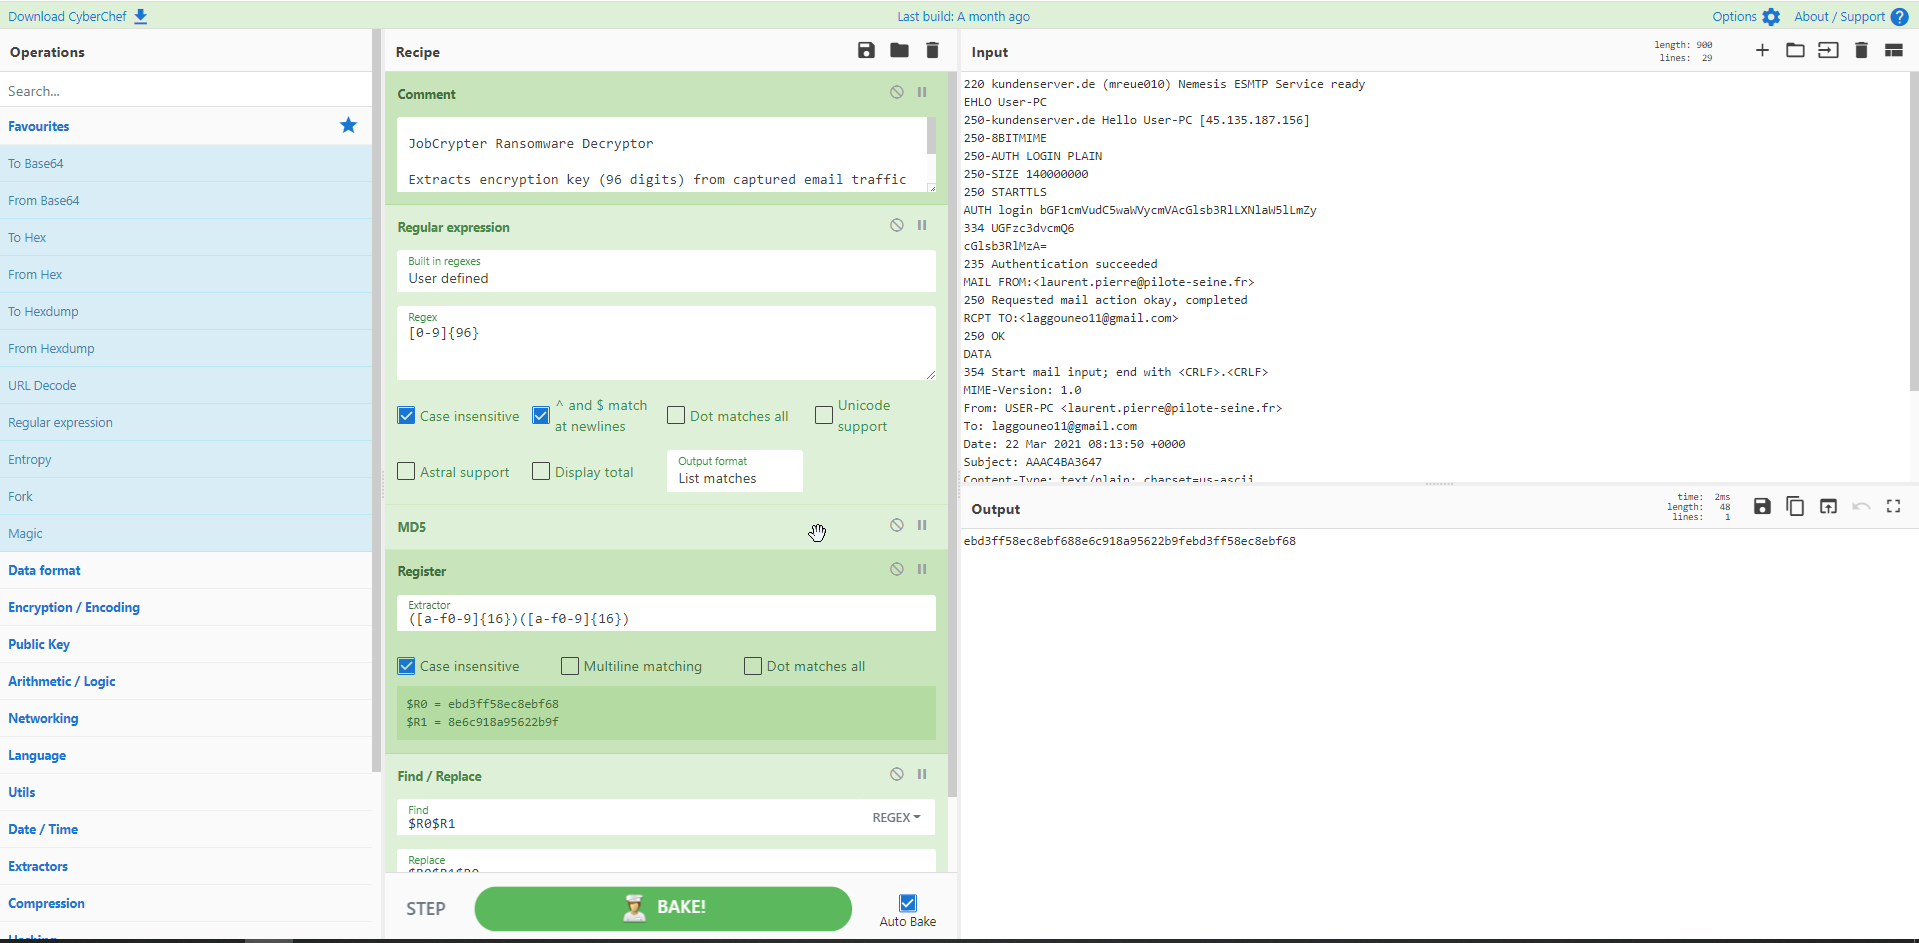 Download CyberChef
Last build: A month ago
Options
About / Support
Operations
Search...
Favourites
To Base64
From Base64
To Hex
From Hex
To Hexdump
From Hexdump
URL Decode
Regular expression
Entropy
Fork
Magic
Data format
Encryption / Encoding
Public Key
Arithmetic / Logic
Networking
Language
Utils
Date / Time
Extractors
Compression
Hashing
Recipe
Comment
JobCrypter Ransomware Decryptor
Extracts encryption key (96 digits) from captured email traffic
Regular expression
Built in regexes
User defined
Regex
[0-9]{96}
Case insensitive
^ and $ match at newlines
Dot matches all
Unicode support
Astral support
Display total
Output format
List matches
MD5
Register
Extractor
([a-f0-9]{16})([a-f0-9]{16})
Case insensitive
Multiline matching
Dot matches all
$R0 = ebd3ff58ec8ebf68
$R1 = 8e6c918a95622b9f
Find / Replace
Find
$R0$R1
REGEX
Replace
$R0$R1$R0
STEP
BAKE!
Auto Bake
Input
length: 900
lines: 29
220 kundenserver.de (mreue010) Nemesis ESMTP Service ready
EHLO User-PC
250-kundenserver.de Hello User-PC [45.135.187.156]
250-8BITMIME
250-AUTH LOGIN PLAIN
250-SIZE 140000000
250 STARTTLS
AUTH login bGF1cmVudC5waWVycmVAcGlsb3RlLXNlaW5lLmZy
334 UGFzc3dvcmQ6
cGlsb3RlMzA=
235 Authentication succeeded
MAIL FROM:<laurent.pierre@pilote-seine.fr>
250 Requested mail action okay, completed
RCPT TO:<laggouneo11@gmail.com>
250 OK
DATA
354 Start mail input; end with <CRLF>.<CRLF>
MIME-Version: 1.0
From: USER-PC <laurent.pierre@pilote-seine.fr>
To: laggouneo11@gmail.com
Date: 22 Mar 2021 08:13:50 +0000
Subject: AAAC4BA3647
Content-Type: text/plain; charset=us-ascii
Output
time: 2ms
length: 48
lines: 1
ebd3ff58ec8ebf688e6c918a95622b9febd3ff58ec8ebf68